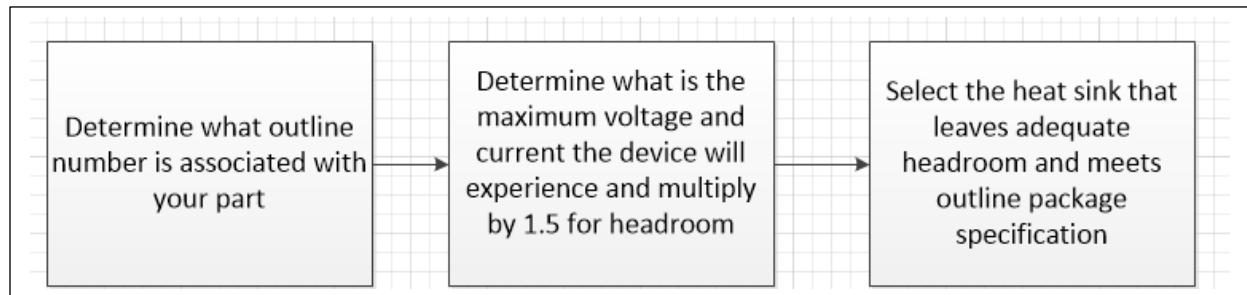 Determine what outline
number is associated with
your part
Determine what is the
maximum voltage and
current the device will
experience and multiply
by 1.5 for headroom
Select the heat sink that
leaves adequate
headroom and meets
outline package
specification